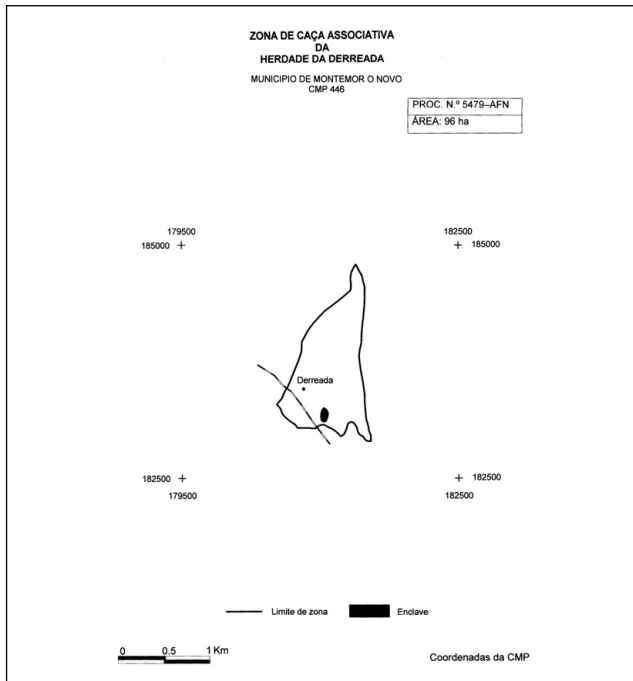 ZONA DE CAÇA ASSOCIATIVA
DA
HERDADE DA DERREADA
MUNICIPIO DE MONTEMOR O NOVO
CMP 446
PROC. N.º 5479–AFN
ÁREA: 96 ha
179500
185000
182500
185000
Derreada
182500
179500
182500
182500
Limite de zona
Enclave
0 0.5 1 Km
Coordenadas da CMP